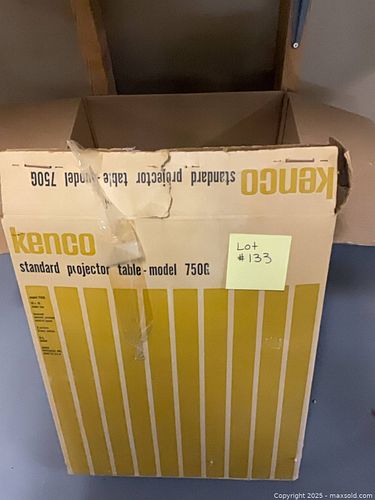 kenco
standard projector table-model 750G
kenco
standard projector table-model 750G
Lot
#133
Copyright © 2025 - maxsold.com